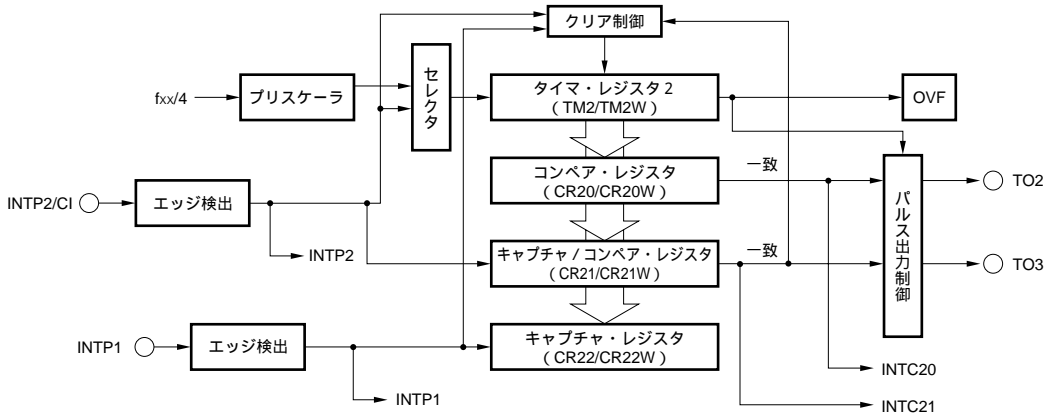 クリア制御
fxx/4
プリスケーラ
セレクタ
タイマ・レジスタ2
(TM2/TM2W)
OVF
コンペア・レジスタ
(CR20/CR20W)
一致
INTP2/CI
エッジ検出
INTP2
キャプチャ/コンペア・レジスタ
(CR21/CR21W)
一致
パルス出力制御
TO2
TO3
INTP1
エッジ検出
INTP1
キャプチャ・レジスタ
(CR22/CR22W)
INTC20
INTC21